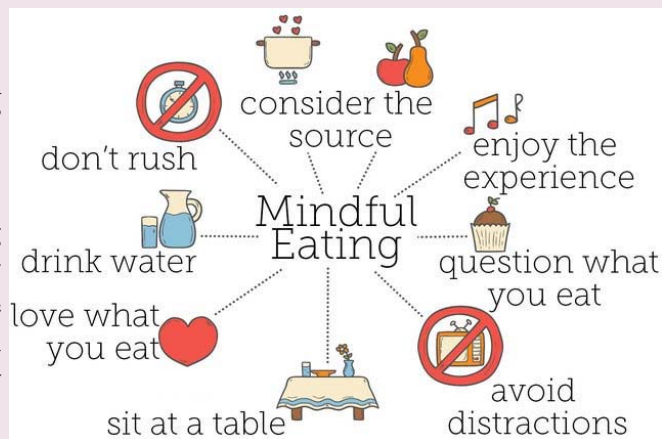 consider the
source
don't rush
enjoy the
experience
Mindful
Eating
drink water
question what
you eat
love what
you eat
avoid
distractions
sit at a table